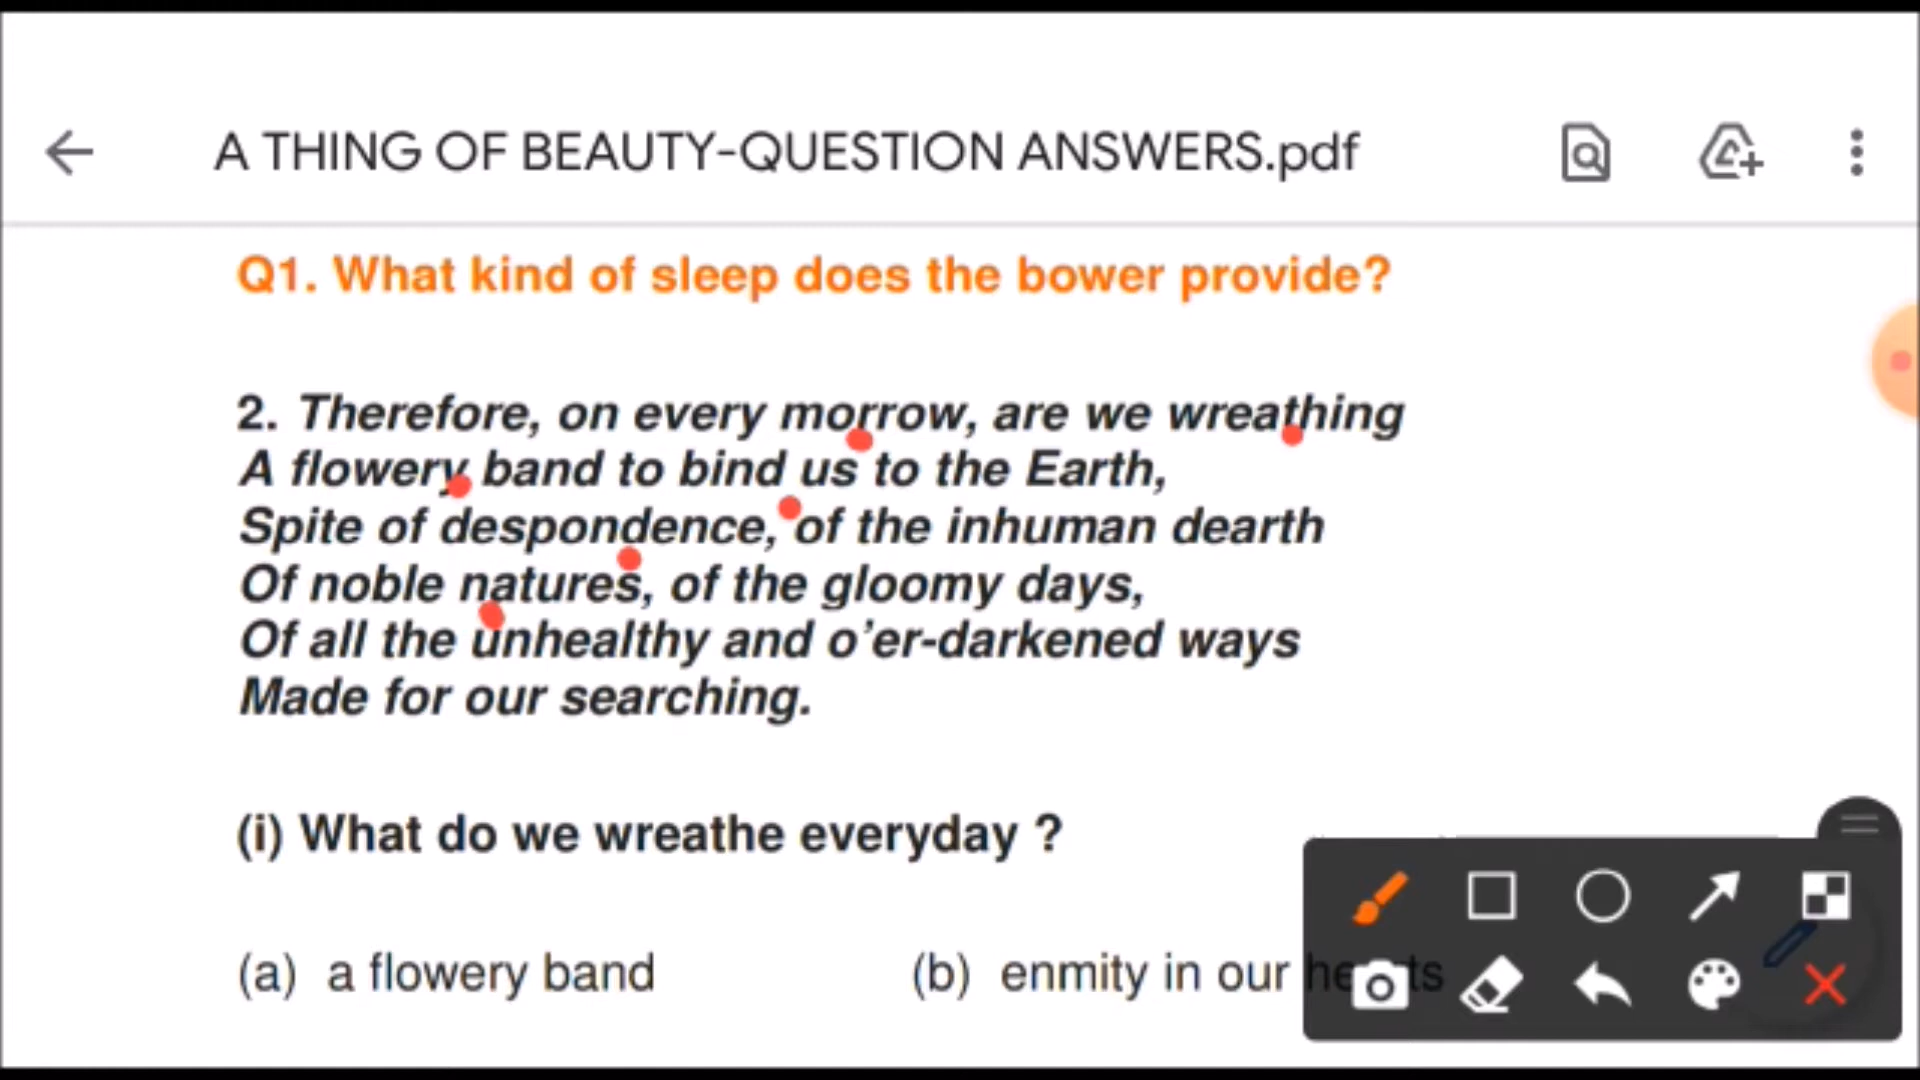 A THING OF BEAUTY-QUESTION ANSWERS.pdf
Q1. What kind of sleep does the bower provide?
2. Therefore, on every morrow, are we wreathing
A flowery band to bind us to the Earth,
Spite of despondence, of the inhuman dearth
Of noble natures, of the gloomy days,
Of all the unhealthy and o’er-darkened ways
Made for our searching.
(i) What do we wreathe everyday ?
(a) a flowery band (b) enmity in our hearts